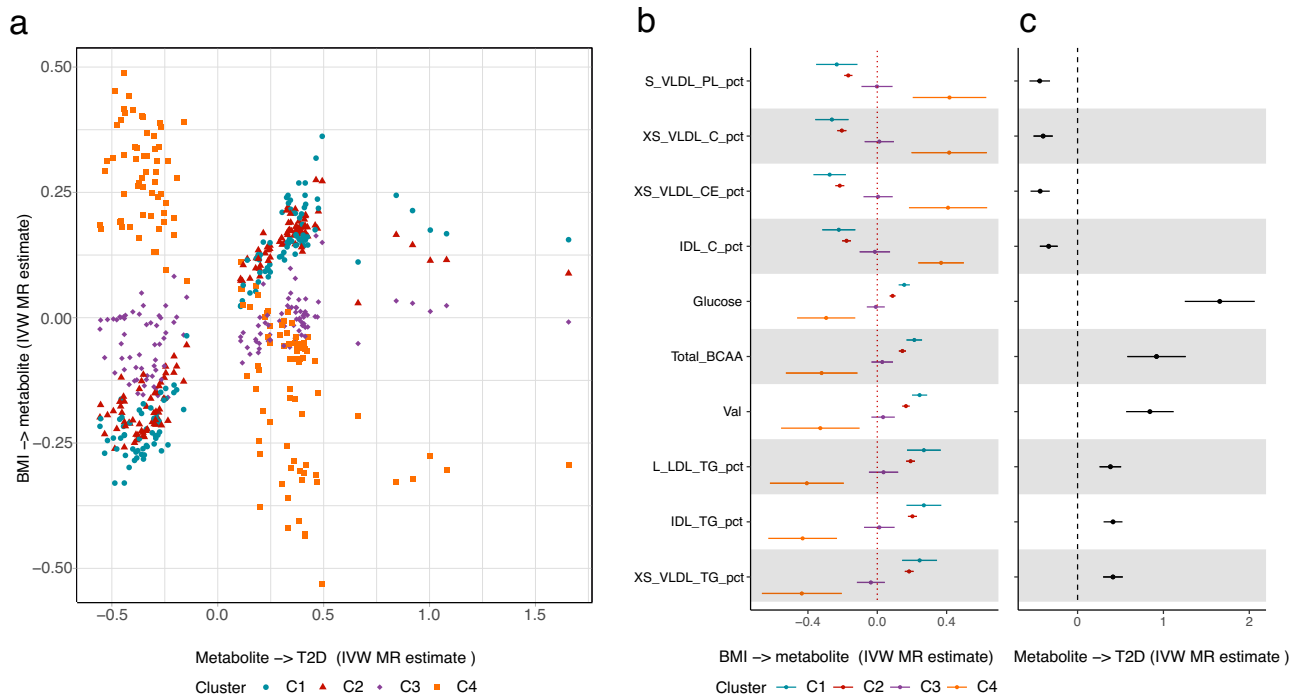 a
b
c
0.50
0.25
0.00
−0.25
−0.50
BMI −> metabolite (IVW MR estimate)
−0.5
0.0
0.5
1.0
1.5
Metabolite −> T2D (IVW MR estimate )
Cluster C1 C2 C3 C4
S_VLDL_PL_pct
XS_VLDL_C_pct
XS_VLDL_CE_pct
IDL_C_pct
Glucose
Total_BCAA
Val
L_LDL_TG_pct
IDL_TG_pct
XS_VLDL_TG_pct
−0.4
0.0
0.4
BMI −> metabolite (IVW MR estimate)
Cluster C1 C2 C3 C4
0
1
2
Metabolite −> T2D (IVW MR estimate )